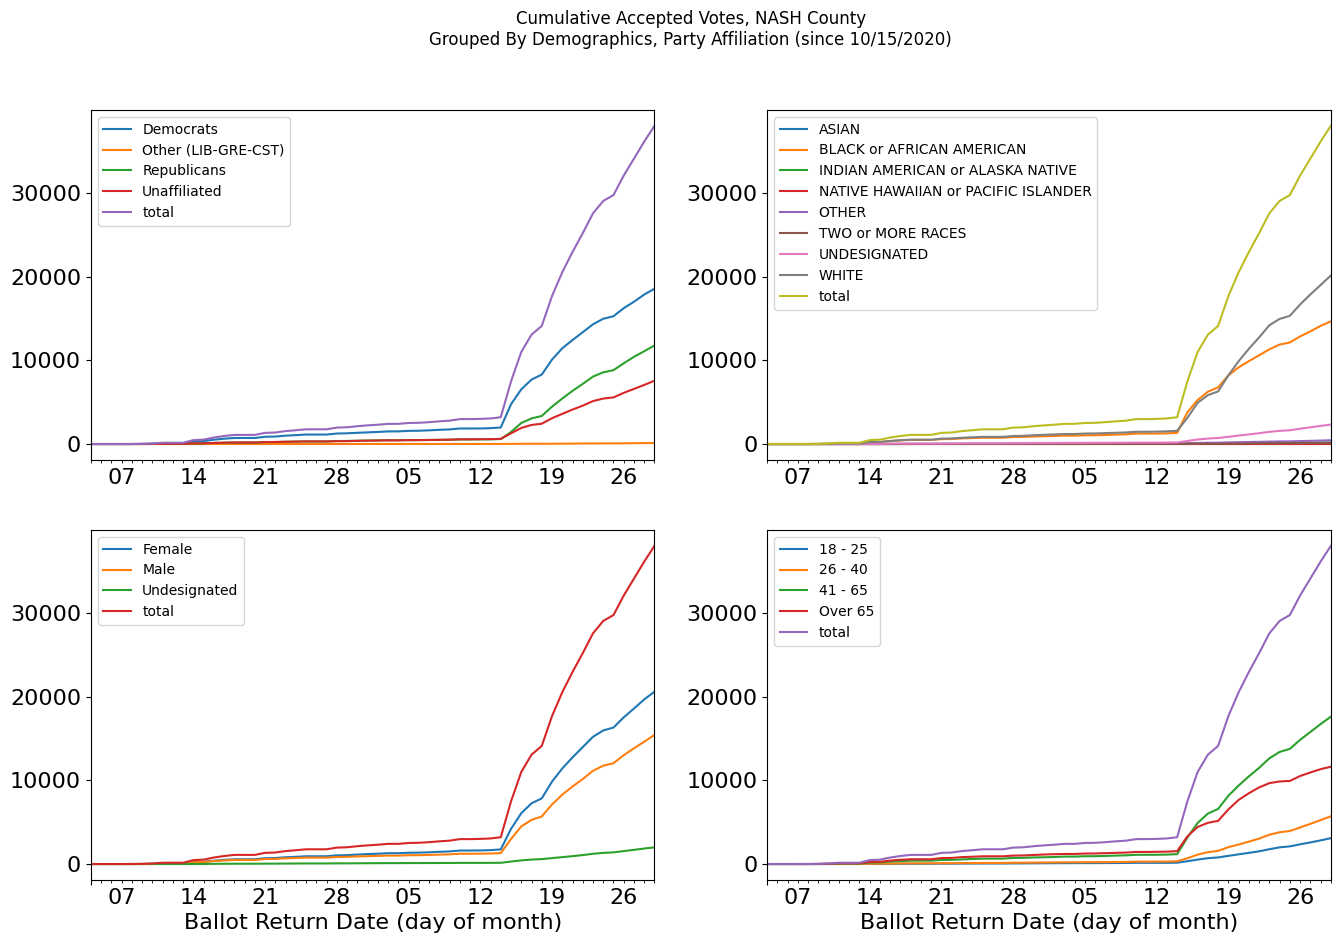 Cumulative Accepted Votes, NASH County
Grouped By Demographics, Party Affiliation (since 10/15/2020)
Democrats
Other (LIB-GRE-CST)
Republicans
Unaffiliated
total
30000
20000
10000
0
07 14 21 28 05 12 19 26
ASIAN
BLACK or AFRICAN AMERICAN
INDIAN AMERICAN or ALASKA NATIVE
NATIVE HAWAIIAN or PACIFIC ISLANDER
OTHER
TWO or MORE RACES
UNDESIGNATED
WHITE
total
30000
20000
10000
0
07 14 21 28 05 12 19 26
Female
Male
Undesignated
total
30000
20000
10000
0
07 14 21 28 05 12 19 26
Ballot Return Date (day of month)
18 - 25
26 - 40
41 - 65
Over 65
total
30000
20000
10000
0
07 14 21 28 05 12 19 26
Ballot Return Date (day of month)